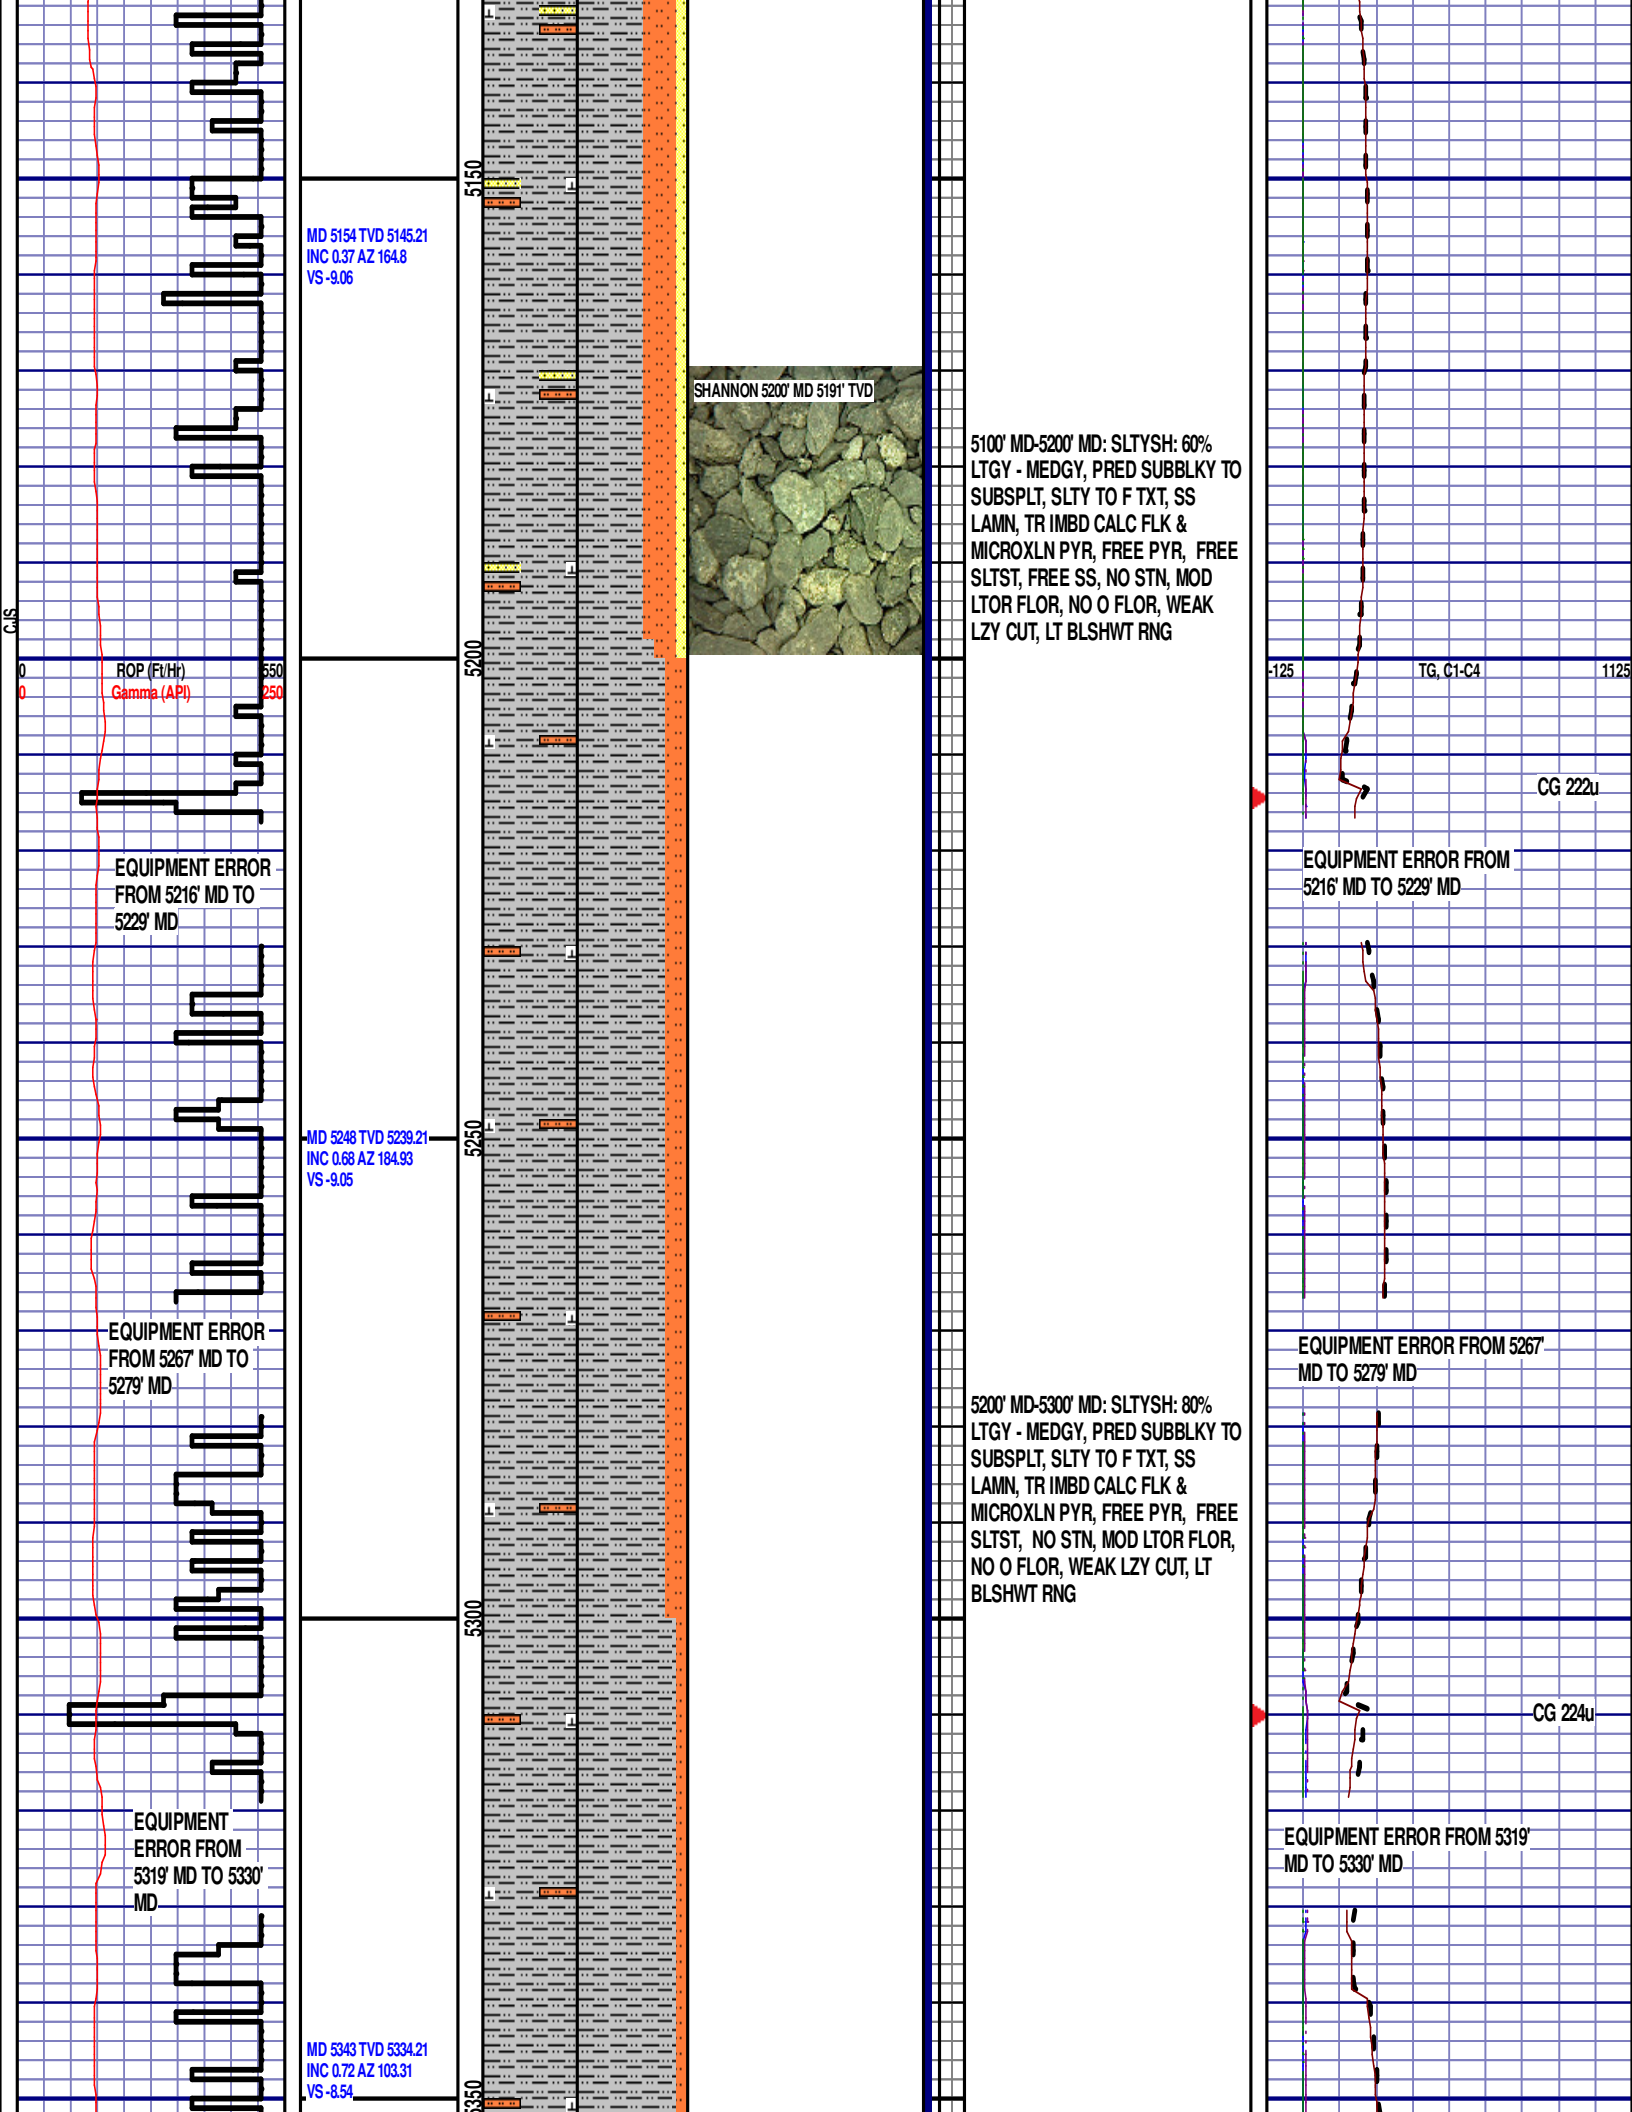 5150
MD 5154 TVD 5145.21
INC 0.37 AZ 164.8
VS -9.06
SHANNON 5200' MD 5191' TVD
5100' MD-5200' MD: SLTYSH: 60%
LTGY - MEDGY, PRED SUBBLKY TO
SUBSPLT, SLTY TO F TXT, SS
LAMN, TR IMBD CALC FLK &
MICROXLN PYR, FREE PYR, FREE
SLTST, FREE SS, NO STN, MOD
LTOR FLOR, NO O FLOR, WEAK
LZY CUT, LT BLSHWT RNG
CJS
5200
0 ROP (Ft/Hr) 550
0 Gamma (API) 250
-125 TG, C1-C4 1125
CG 222u
EQUIPMENT ERROR
FROM 5216' MD TO
5229' MD
EQUIPMENT ERROR FROM
5216' MD TO 5229' MD
5250
MD 5248 TVD 5239.21
INC 0.68 AZ 184.93
VS -9.05
EQUIPMENT ERROR
FROM 5267' MD TO
5279' MD
EQUIPMENT ERROR FROM 5267'
MD TO 5279' MD
5200' MD-5300' MD: SLTYSH: 80%
LTGY - MEDGY, PRED SUBBLKY TO
SUBSPLT, SLTY TO F TXT, SS
LAMN, TR IMBD CALC FLK &
MICROXLN PYR, FREE PYR, FREE
SLTST, NO STN, MOD LTOR FLOR,
NO O FLOR, WEAK LZY CUT, LT
BLSHWT RNG
5300
CG 224u
EQUIPMENT
ERROR FROM
5319' MD TO 5330'
MD
EQUIPMENT ERROR FROM 5319'
MD TO 5330' MD
MD 5343 TVD 5334.21
INC 0.72 AZ 103.31
VS -8.54
5350